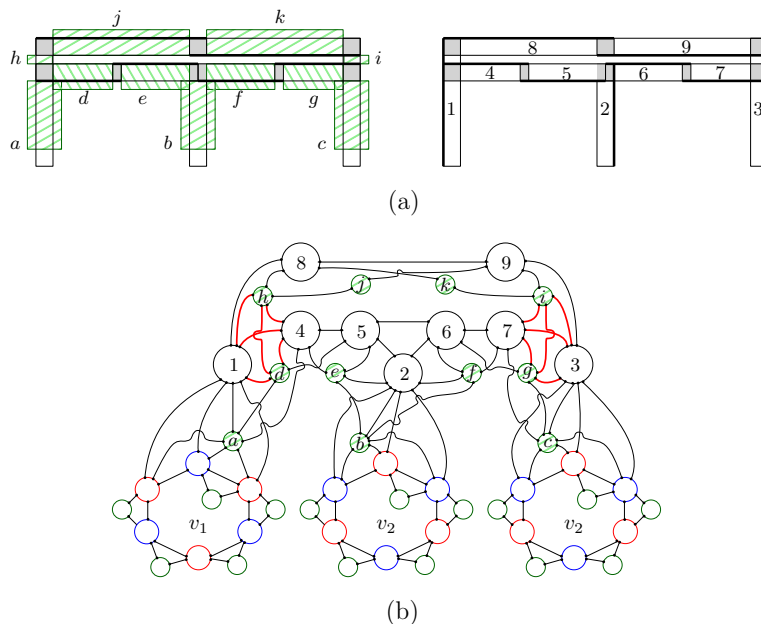 j k
h i 8 9
d e f g 4 5 6 7
a b c 1 2 3
(a)
8 9
h j k i
4 5 6 7
1 d e 2 f g 3
a b c
v1 v2 v2
(b)